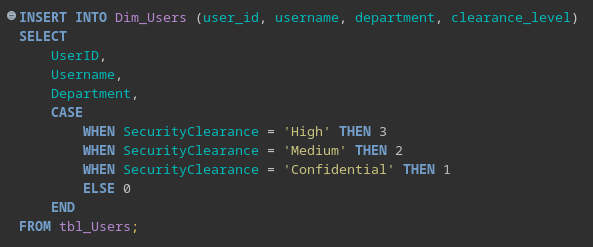 INSERT INTO Dim_Users (user_id, username, department, clearance_level)
SELECT
    UserID,
    Username,
    Department,
    CASE
        WHEN SecurityClearance = 'High' THEN 3
        WHEN SecurityClearance = 'Medium' THEN 2
        WHEN SecurityClearance = 'Confidential' THEN 1
        ELSE 0
    END
FROM tbl_Users;